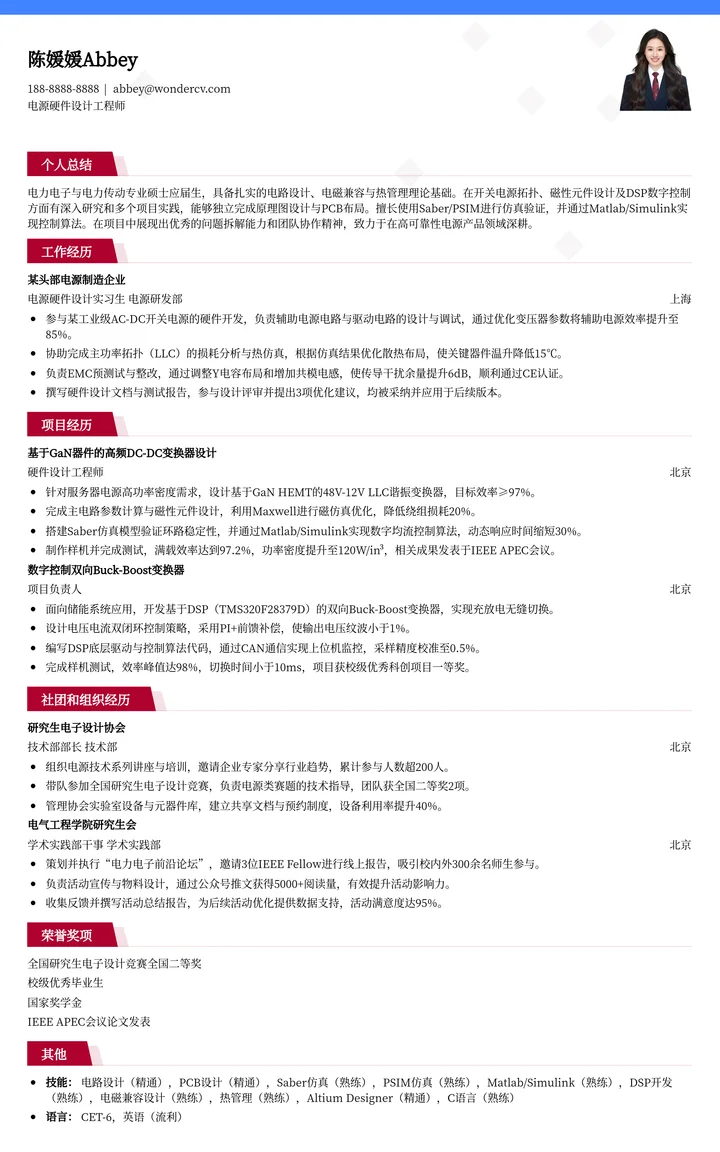 陈媛媛Abbey
188-8888-8888 | abbey@wondercv.com
电源硬件设计工程师
个人总结
电力电子与电力传动专业硕士应届生，具备扎实的电路设计、电磁兼容与热管理理论基础。在开关电源拓扑、磁性元件设计及DSP数字控制
方面有深入研究和多个项目实践，能够独立完成原理图设计与PCB布局。擅长使用Saber/PSIM进行仿真验证，并通过Matlab/Simulink实
现控制算法。在项目中展现出优秀的问题拆解能力和团队协作精神，致力于在高可靠性电源产品领域深耕。
工作经历
某头部电源制造企业
电源硬件设计实习生 电源研发部 上海
• 参与某工业级AC-DC开关电源的硬件开发，负责辅助电源电路与驱动电路的设计与调试，通过优化变压器参数将辅助电源效率提升至
85%。
• 协助完成主功率拓扑（LLC）的损耗分析与热仿真，根据仿真结果优化散热布局，使关键器件温升降低15℃。
• 负责EMC预测试与整改，通过调整Y电容布局和增加共模电感，使传导干扰余量提升6dB，顺利通过CE认证。
• 撰写硬件设计文档与测试报告，参与设计评审并提出3项优化建议，均被采纳并应用于后续版本。
项目经历
基于GaN器件的高频DC-DC变换器设计
硬件设计工程师 北京
• 针对服务器电源高功率密度需求，设计基于GaN HEMT的48V-12V LLC谐振变换器，目标效率≥97%。
• 完成主电路参数计算与磁性元件设计，利用Maxwell进行磁仿真优化，降低绕组损耗20%。
• 搭建Saber仿真模型验证环路稳定性，并通过Matlab/Simulink实现数字均流控制算法，动态响应时间缩短30%。
• 制作样机并完成测试，满载效率达到97.2%，功率密度提升至120W/in³，相关成果发表于IEEE APEC会议。
数字控制双向Buck-Boost变换器
项目负责人 北京
• 面向储能系统应用，开发基于DSP（TMS320F28379D）的双向Buck-Boost变换器，实现充放电无缝切换。
• 设计电压电流双闭环控制策略，采用PI+前馈补偿，使输出电压纹波小于1%。
• 编写DSP底层驱动与控制算法代码，通过CAN通信实现上位机监控，采样精度校准至0.5%。
• 完成样机测试，效率峰值达98%，切换时间小于10ms，项目获校级优秀科创项目一等奖。
社团和组织经历
研究生电子设计协会
技术部部长 技术部 北京
• 组织电源技术系列讲座与培训，邀请企业专家分享行业趋势，累计参与人数超200人。
• 带队参加全国研究生电子设计竞赛，负责电源类赛题的技术指导，团队获全国二等奖2项。
• 管理协会实验室设备与元器件库，建立共享文档与预约制度，设备利用率提升40%。
电气工程学院研究生会
学术实践部干事 学术实践部 北京
• 策划并执行“电力电子前沿论坛”，邀请3位IEEE Fellow进行线上报告，吸引校内外300余名师生参与。
• 负责活动宣传与物料设计，通过公众号推文获得5000+阅读量，有效提升活动影响力。
• 收集反馈并撰写活动总结报告，为后续活动优化提供数据支持，活动满意度达95%。
荣誉奖项
全国研究生电子设计竞赛全国二等奖
校级优秀毕业生
国家奖学金
IEEE APEC会议论文发表
其他
• 技能： 电路设计（精通），PCB设计（精通），Saber仿真（熟练），PSIM仿真（熟练），Matlab/Simulink（熟练），DSP开发
（熟练），电磁兼容设计（熟练），热管理（熟练），Altium Designer（精通），C语言（熟练）
• 语言： CET-6，英语（流利）